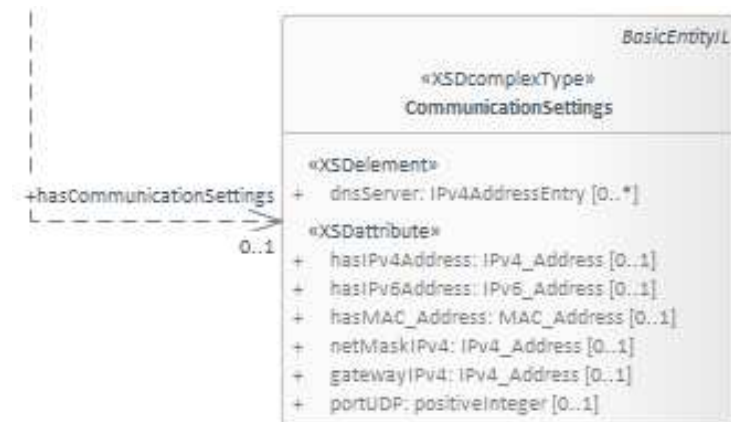 BasicEntityIL
«XSDcomplexType»
CommunicationSettings
«XSDelement»
+hasCommunicationSettings
+ dnsServer: IPv4AddressEntry [0..*]
0..1
«XSDattribute»
+ hasIPv4Address: IPv4_Address [0..1]
+ hasIPv6Address: IPv6_Address [0..1]
+ hasMAC_Address: MAC_Address [0..1]
+ netMaskIPv4: IPv4_Address [0..1]
+ gatewayIPv4: IPv4_Address [0..1]
+ portUDP: positiveInteger [0..1]